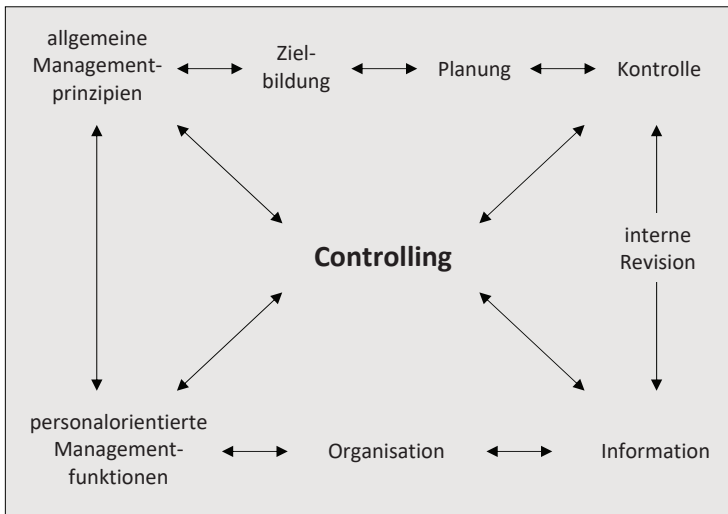 allgemeine
Management-
prinzipien
Ziel-
bildung
Planung
Kontrolle
Controlling
interne
Revision
personalorientierte
Management-
funktionen
Organisation
Information